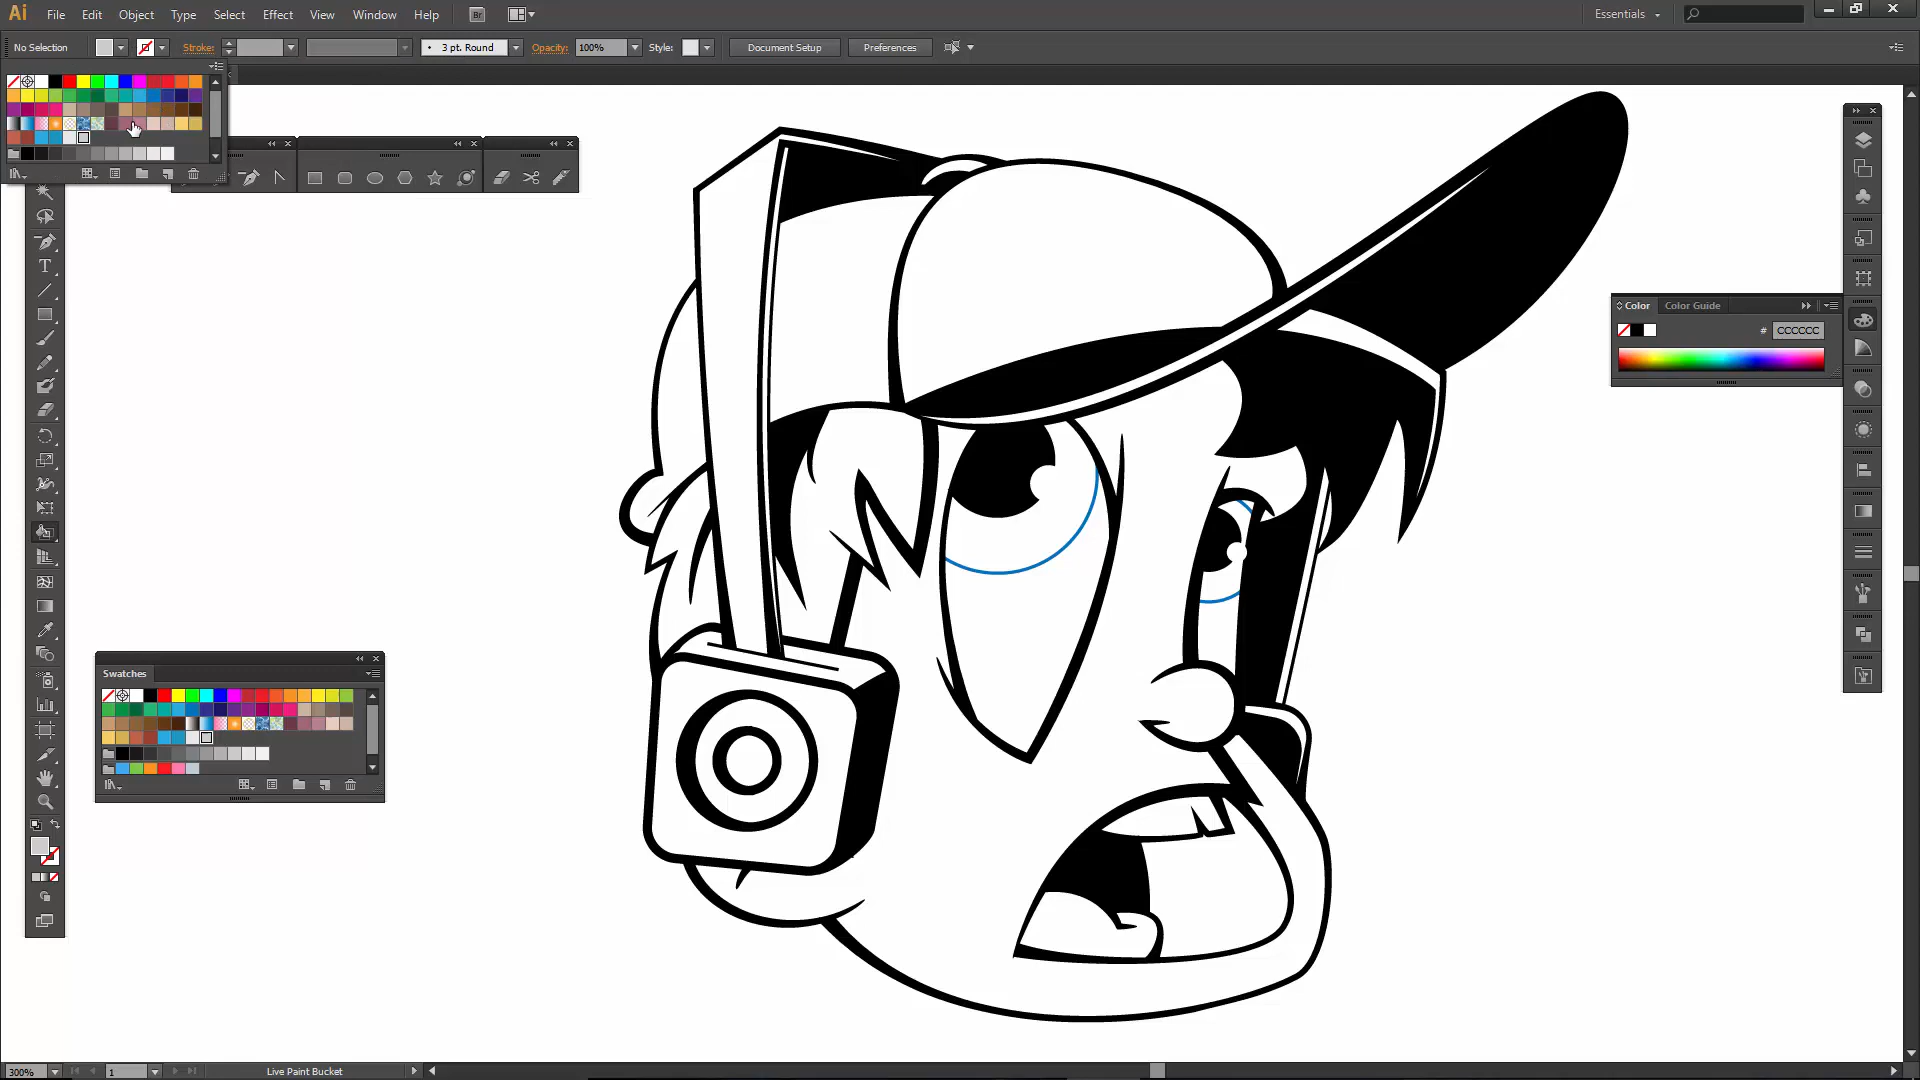 Ai File Edit Object Type Select Effect View Window Help Br Essentials
No Selection Stroke: 3 pt. Round Opacity: 100% Style: Document Setup Preferences
Color Color Guide
# CCCCCC
Swatches
300% 1 Live Paint Bucket